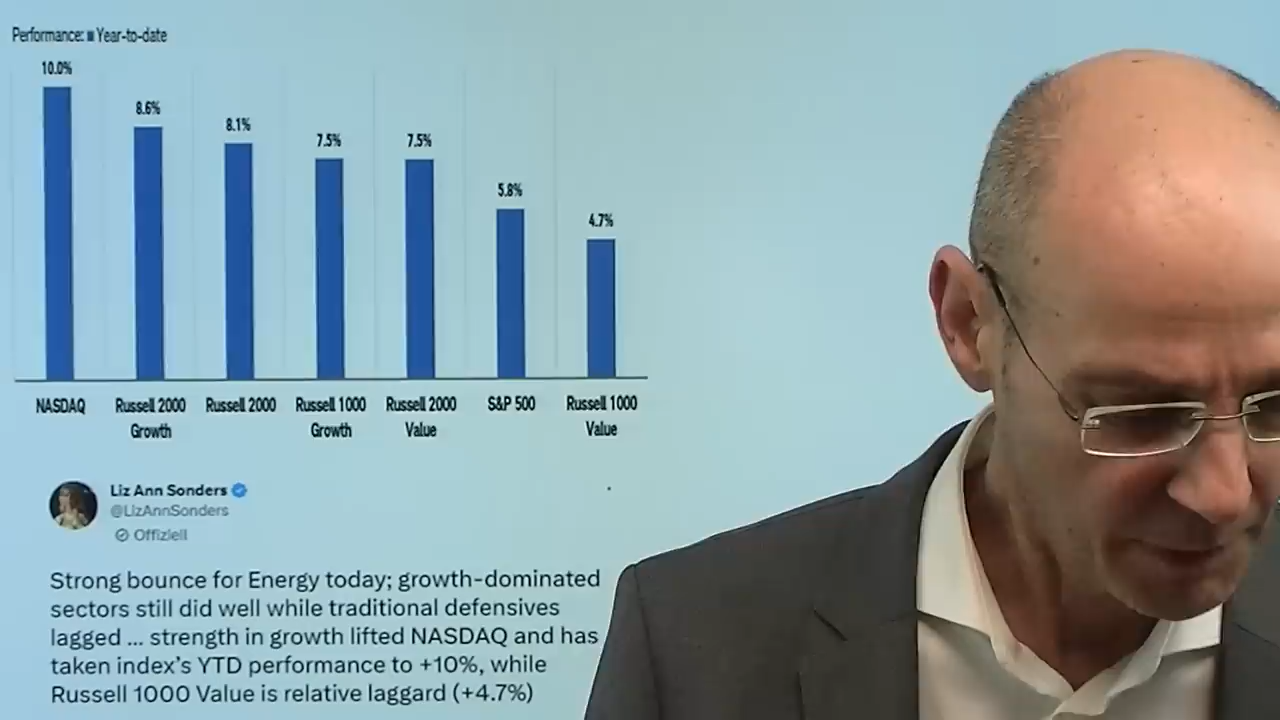 Performance: ■ Year-to-date
10.0%
8.6%
8.1%
7.5%
7.5%
5.8%
4.7%
NASDAQ
Russell 2000
Growth
Russell 2000
Russell 1000
Growth
Russell 2000
Value
S&P 500
Russell 1000
Value
Liz Ann Sonders
@LizAnnSonders
Offiziell
Strong bounce for Energy today; growth-dominated
sectors still did well while traditional defensives
lagged ... strength in growth lifted NASDAQ and has
taken index’s YTD performance to +10%, while
Russell 1000 Value is relative laggard (+4.7%)